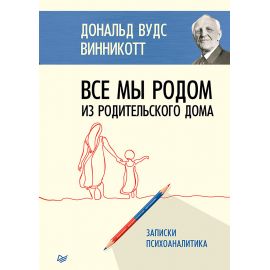 ДОНАЛЬД ВУДС
ВИННИКОТТ
ВСЕ МЫ РОДОМ
ИЗ РОДИТЕЛЬСКОГО ДОМА
ЗАПИСКИ
ПСИХОАНАЛИТИКА